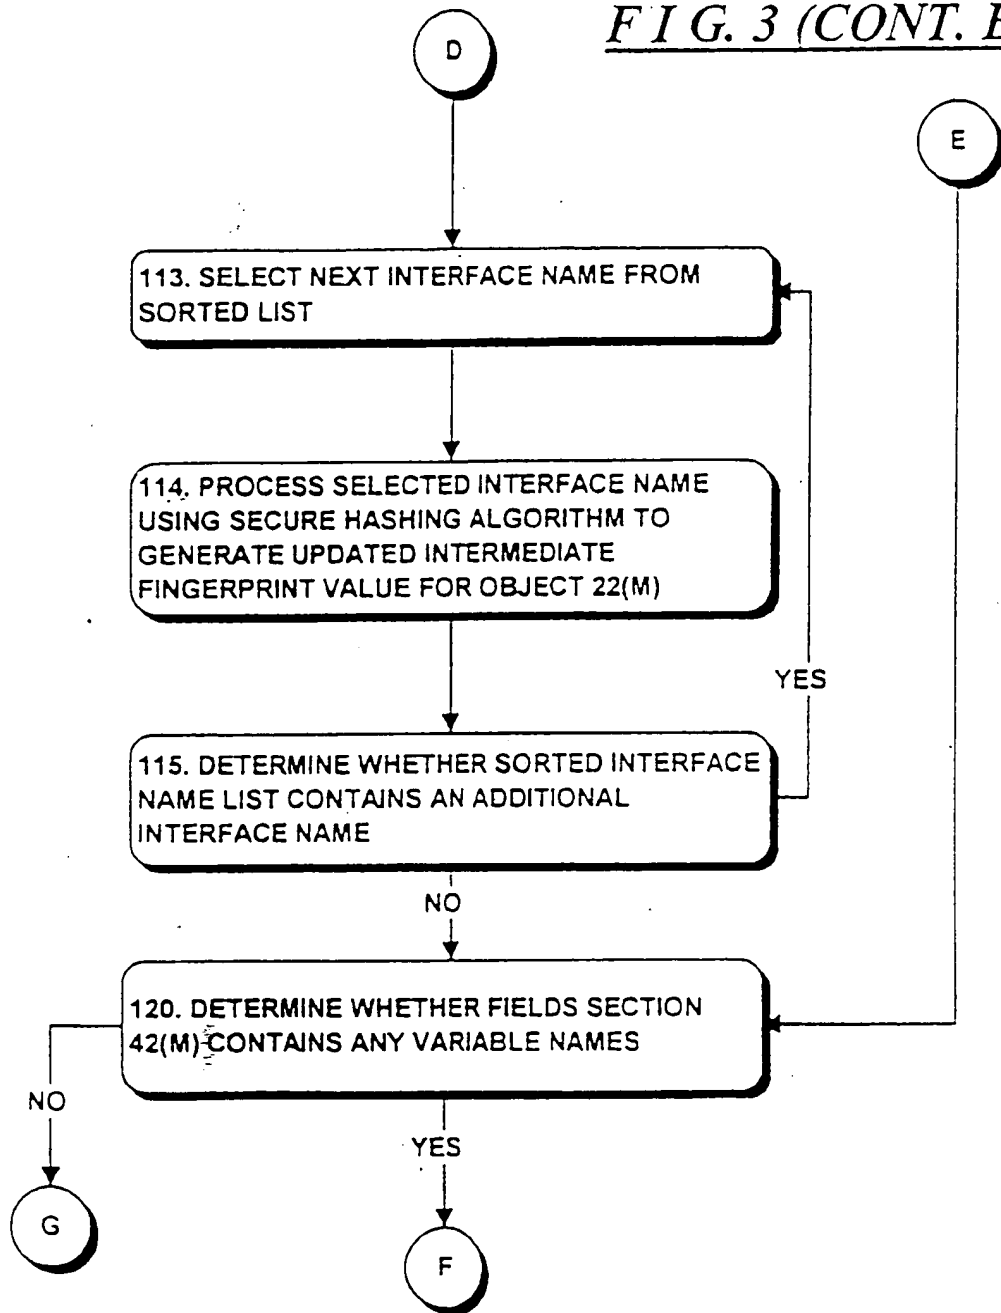 F I G. 3 (CONT. E
D
E
113. SELECT NEXT INTERFACE NAME FROM
SORTED LIST
114. PROCESS SELECTED INTERFACE NAME
USING SECURE HASHING ALGORITHM TO
GENERATE UPDATED INTERMEDIATE
FINGERPRINT VALUE FOR OBJECT 22(M)
YES
115. DETERMINE WHETHER SORTED INTERFACE
NAME LIST CONTAINS AN ADDITIONAL
INTERFACE NAME
NO
120. DETERMINE WHETHER FIELDS SECTION
42(M) CONTAINS ANY VARIABLE NAMES
NO
YES
G
F